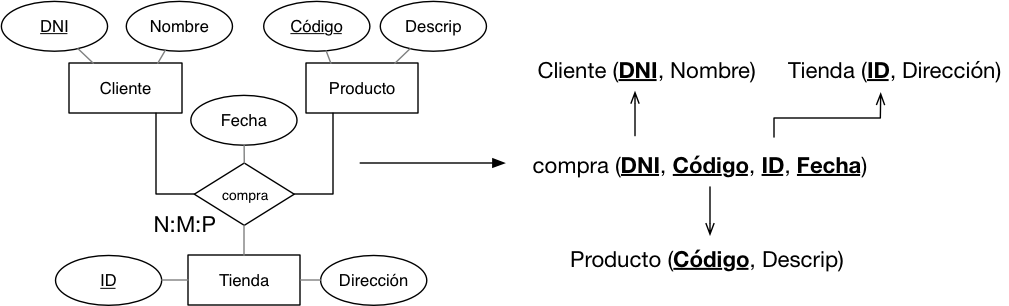 DNI
Nombre
Código
Descrip
Cliente
Producto
Fecha
compra
N:M:P
ID
Tienda
Dirección
Cliente (DNI, Nombre)
Tienda (ID, Dirección)
compra (DNI, Código, ID, Fecha)
Producto (Código, Descrip)